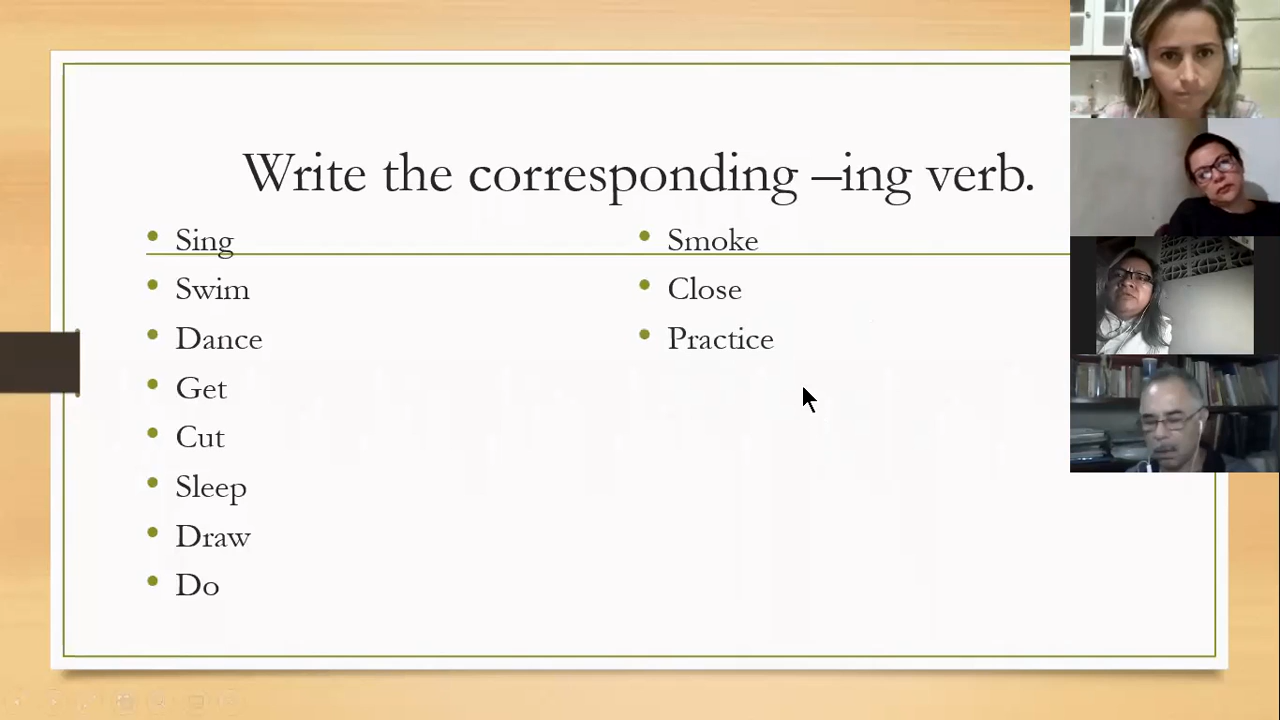 Write the corresponding –ing verb.
• Sing
• Swim
• Dance
• Get
• Cut
• Sleep
• Draw
• Do
• Smoke
• Close
• Practice